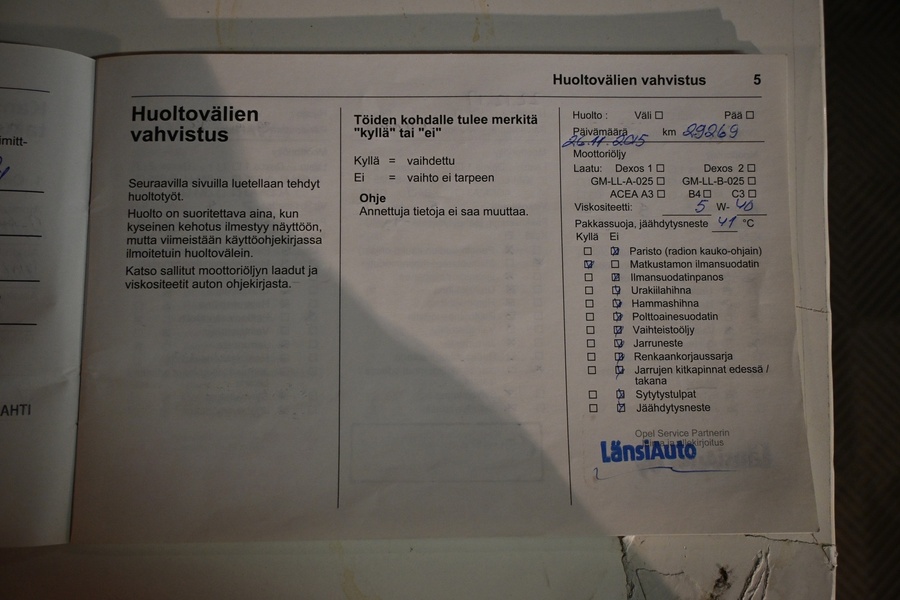 imitt-
AHTI
Huoltovälien vahvistus 5
Huoltovälien
vahvistus
Seuraavilla sivuilla luetellaan tehdyt
huoltotyöt.
Huolto on suoritettava aina, kun
kyseinen kehotus ilmestyy näyttöön,
mutta viimeistään käyttöohjekirjassa
ilmoitetuin huoltovälein.
Katso sallitut moottoriöljyn laadut ja
viskositeetit auton ohjekirjasta.
Töiden kohdalle tulee merkitä
"kyllä" tai "ei"
Kyllä = vaihdettu
Ei = vaihto ei tarpeen
Ohje
Annettuja tietoja ei saa muuttaa.
Huolto : Väli ☐ Pää ☐
Päivämäärä km 29269
26.11.2015
Moottoriöljy
Laatu: Dexos 1 ☐ Dexos 2 ☐
GM-LL-A-025 ☐ GM-LL-B-025 ☐
ACEA A3 ☐ B4 ☐ C3 ☐
Viskositeetti: 5 W- 40
Pakkassuoja, jäähdytysneste 41 °C
Kyllä Ei
☐ ☑ Paristo (radion kauko-ohjain)
☑ ☐ Matkustamon ilmansuodatin
☐ ☑ Ilmansuodatinpanos
☐ ☑ Urakiilahihna
☐ ☑ Hammashihna
☐ ☑ Polttoainesuodatin
☐ ☑ Vaihteistoöljy
☐ ☑ Jarruneste
☐ ☑ Renkaankorjaussarja
☐ ☑ Jarrujen kitkapinnat edessä /
takana
☐ ☑ Sytytystulpat
☐ ☑ Jäähdytysneste
Opel Service Partnerin
LänsiAuto